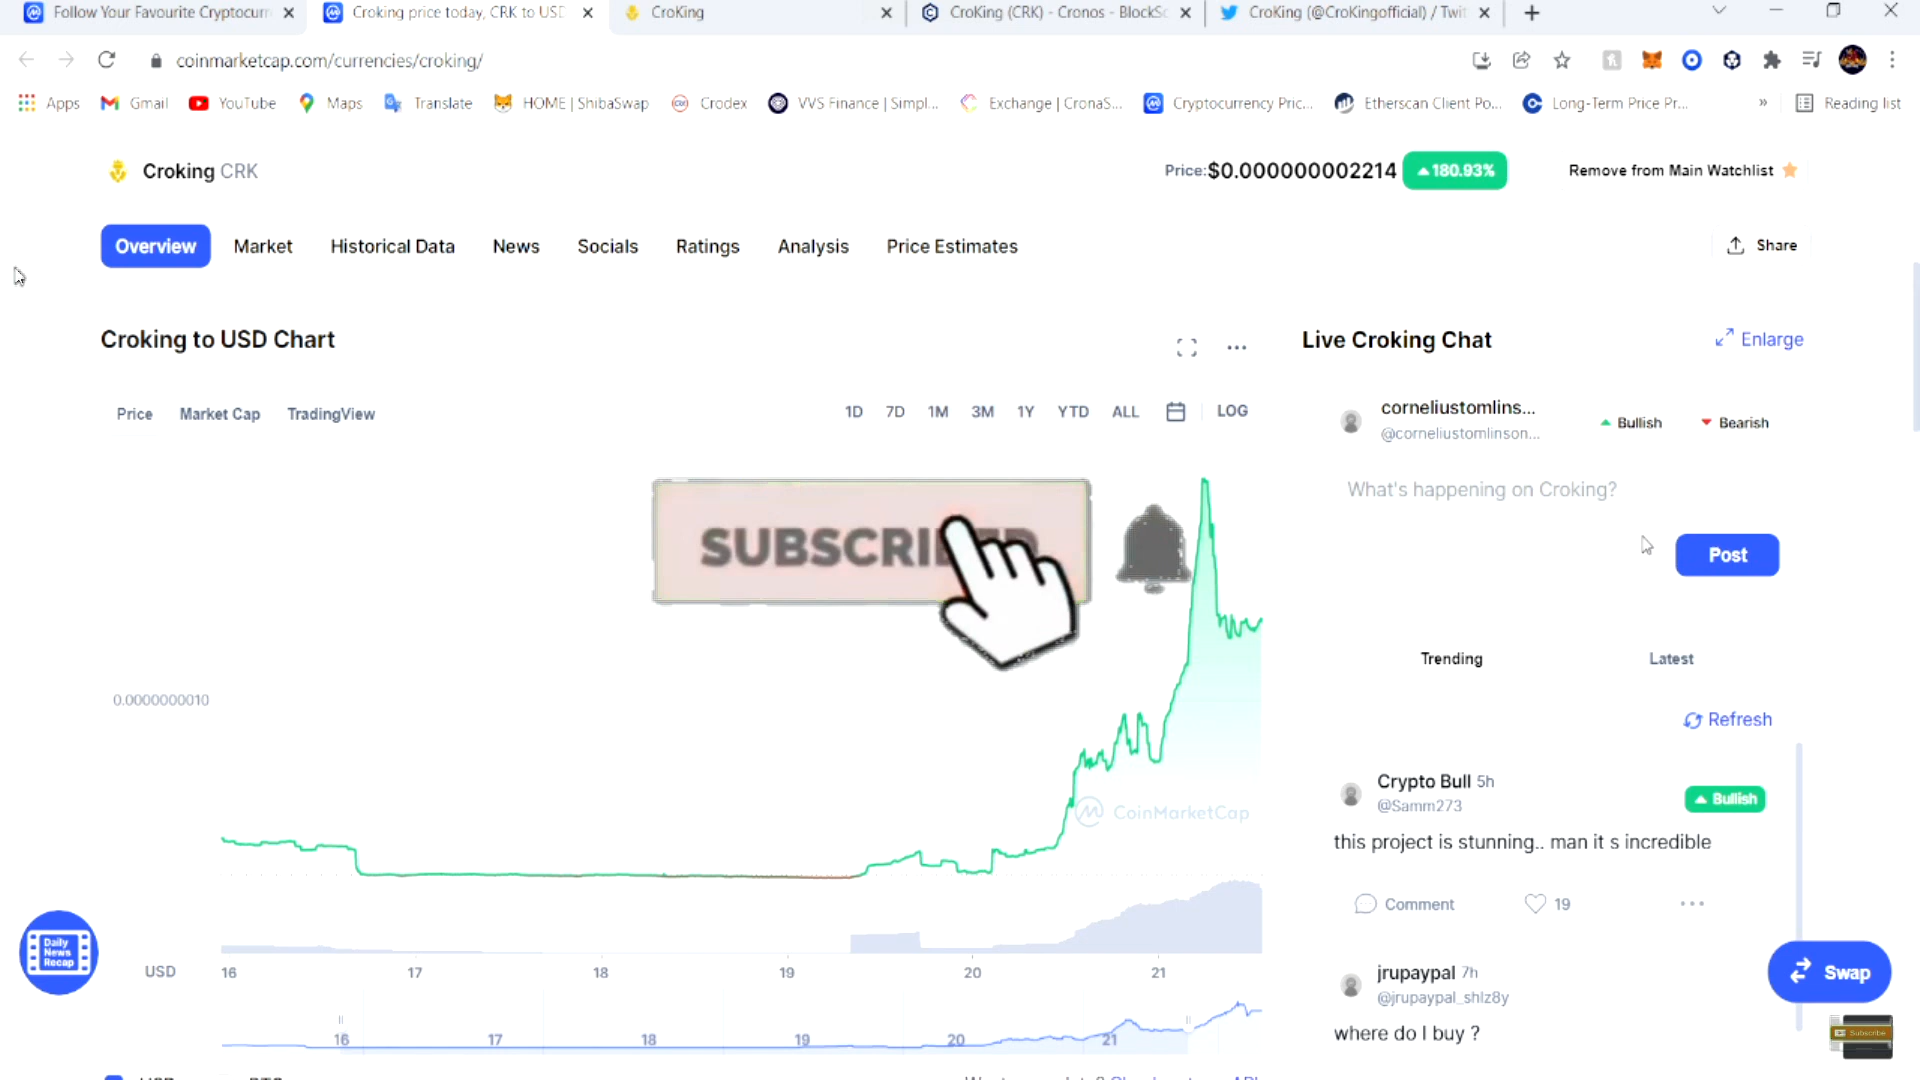 Follow Your Favourite Cryptocurr
Croking price today, CRK to USD
CroKing
CroKing (CRK) - Cronos - BlockSc
CroKing (@CroKingofficial) / Twit
coinmarketcap.com/currencies/croking/
Apps
Gmail
YouTube
Maps
Translate
HOME | ShibaSwap
Crodex
VVS Finance | Simpl...
Exchange | CronaS...
Cryptocurrency Pric...
Etherscan Client Po...
Long-Term Price Pr...
»
Reading list
Croking CRK
Price:$0.000000002214
180.93%
Remove from Main Watchlist
Overview
Market
Historical Data
News
Socials
Ratings
Analysis
Price Estimates
Share
Croking to USD Chart
Live Croking Chat
Enlarge
Price
Market Cap
TradingView
1D
7D
1M
3M
1Y
YTD
ALL
LOG
corneliustomlins...
@corneliustomlinson...
Bullish
Bearish
What's happening on Croking?
Post
Trending
Latest
Refresh
0.0000000010
CoinMarketCap
Crypto Bull 5h
@Samm273
Bullish
this project is stunning.. man it s incredible
Comment
19
Daily
News
Recap
USD
16
17
18
19
20
21
16
17
18
19
20
21
jrupaypal 7h
@jrupaypal_shlz8y
where do I buy ?
Swap
Subscribe